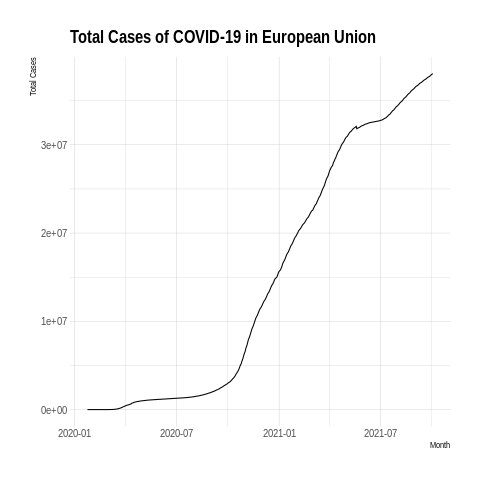 Total Cases of COVID-19 in European Union
Total Cases
3e+07
2e+07
1e+07
0e+00
2020-01 2020-07 2021-01 2021-07
Month